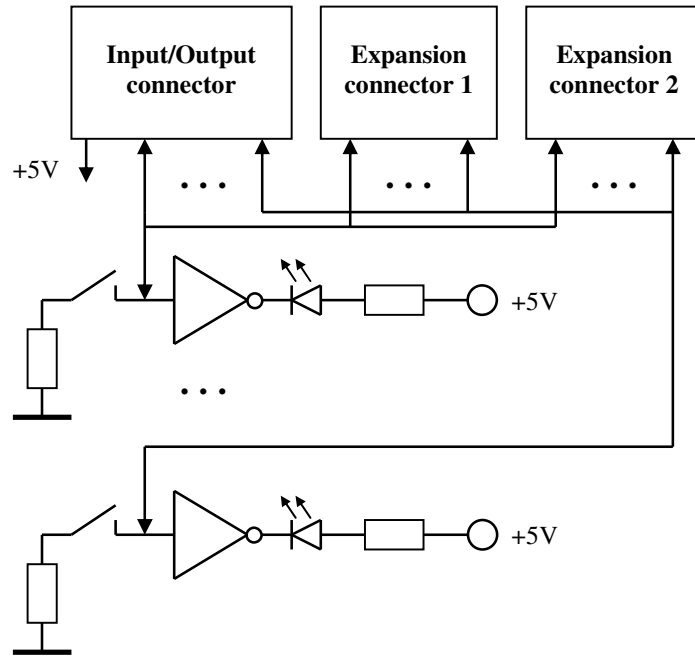 Input/Output
connector
Expansion
connector 1
Expansion
connector 2
+5V
. . .
. . .
. . .
+5V
. . .
+5V